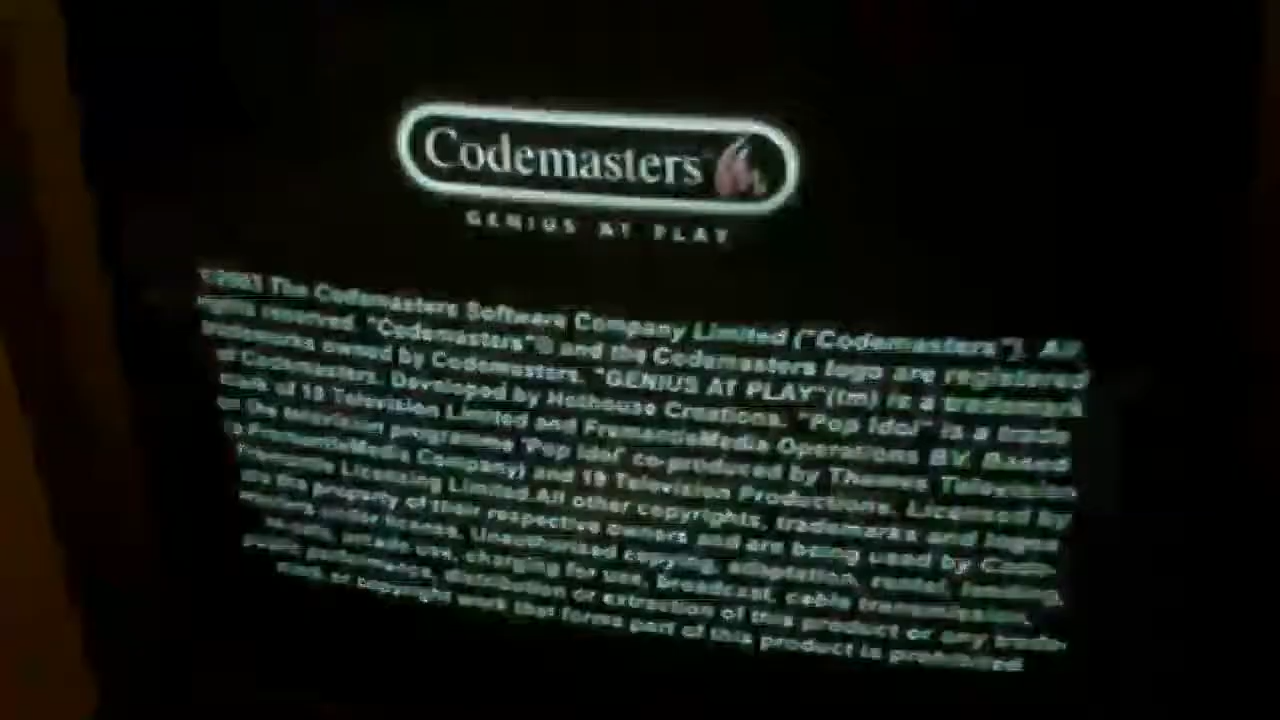 Codemasters
GENIUS AT PLAY
The Codemasters Software Company Limited ("Codemasters"). All
rights reserved. "Codemasters"® and the Codemasters logo are registered
trademarks owned by Codemasters. "GENIUS AT PLAY"(tm) is a trademark
of Codemasters. Developed by Hothouse Creations. "Pop Idol" is a trade
mark of 19 Television Limited and FremantleMedia Operations BV. Based
on the television programme 'Pop Idol' co-produced by Thames Television
(a FremantleMedia Company) and 19 Television Productions. Licensed by
Fremantle Licensing Limited. All other copyrights, trademarks and logos
are the property of their respective owners and are being used by Code-
masters under license. Unauthorised copying, adaptation, rental, lending,
re-sale, arcade use, charging for use, broadcast, cable transmission,
public performance, distribution or extraction of this product or any trade-
mark or copyright work that forms part of this product is prohibited